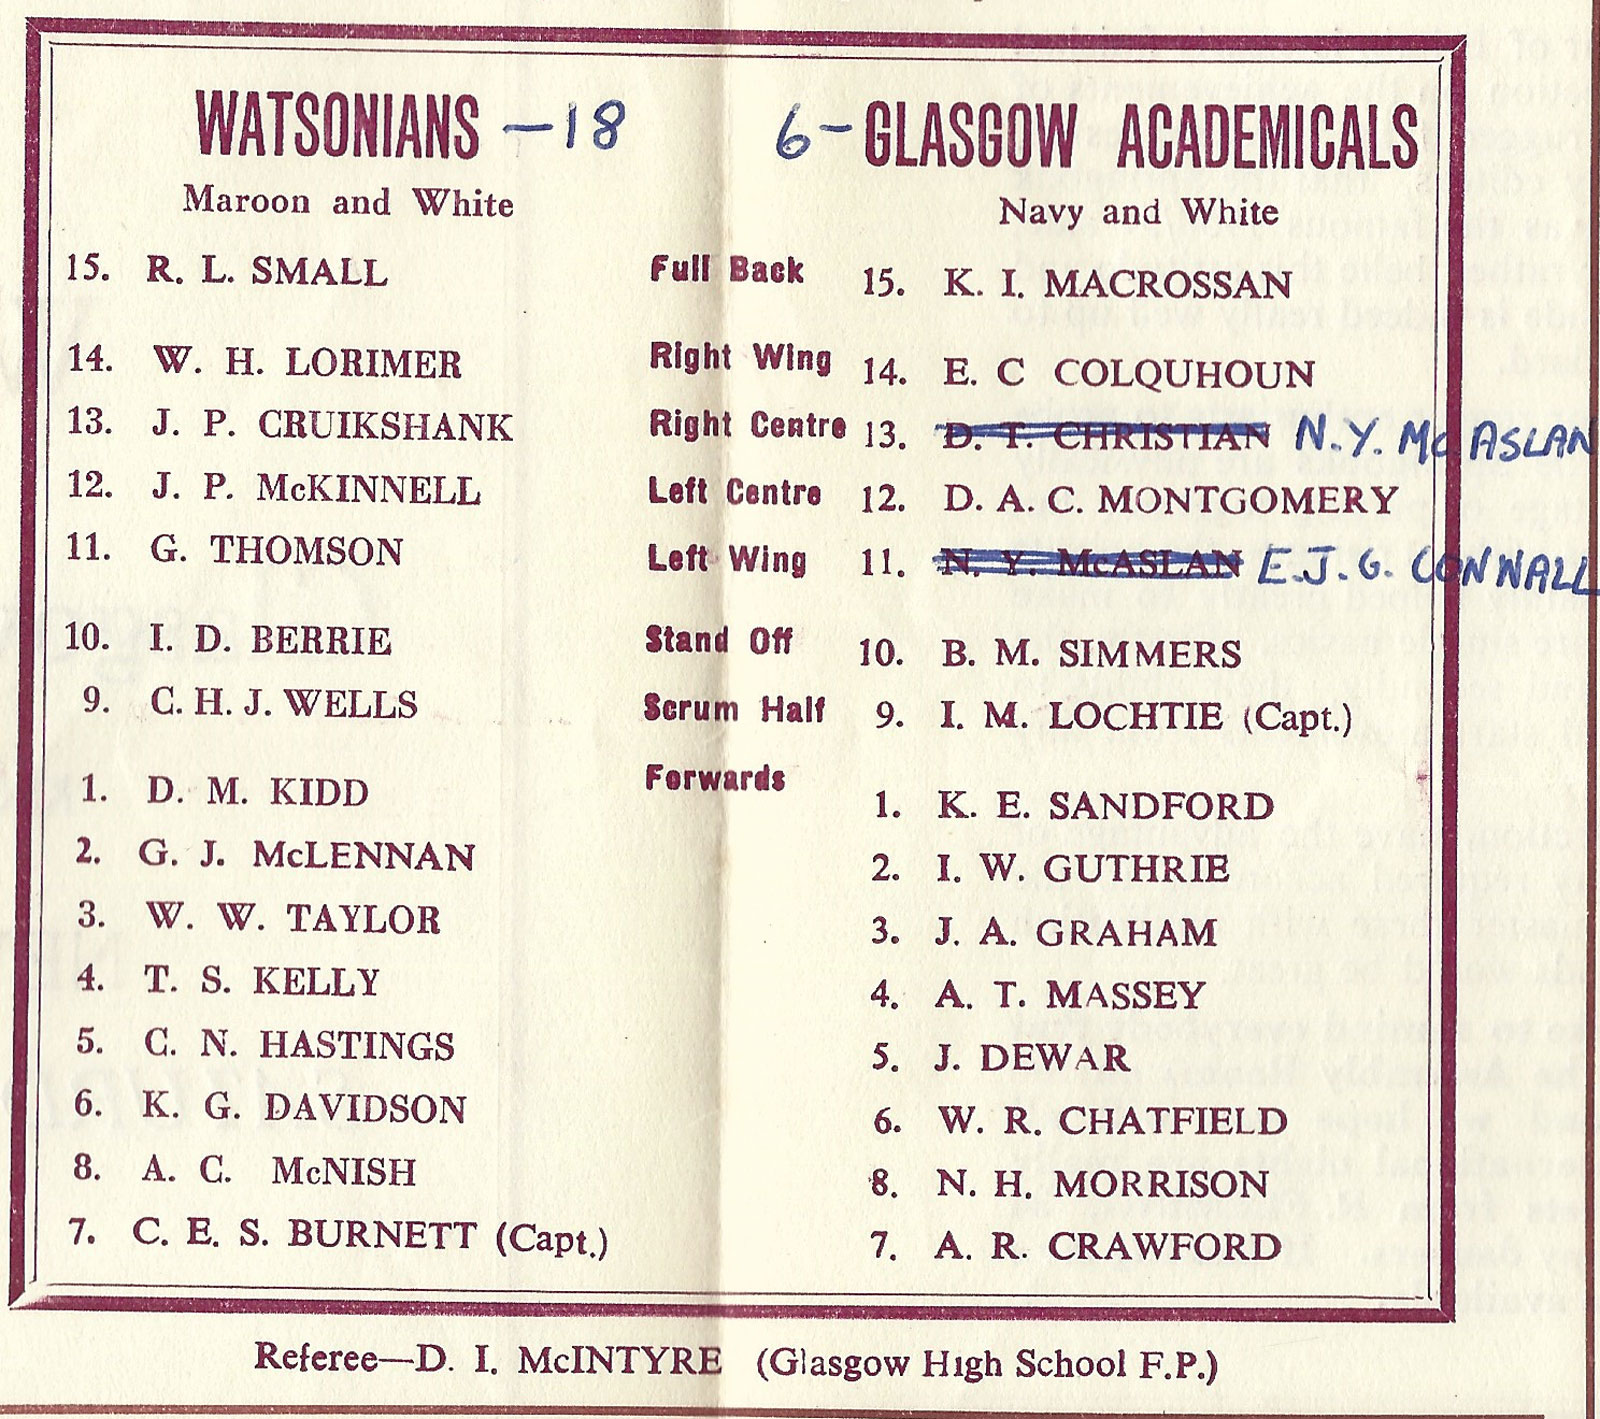 WATSONIANS -18
Maroon and White
6- GLASGOW ACADEMICALS
Navy and White
15. R. L. SMALL Full Back 15. K. I. MACROSSAN
14. W. H. LORIMER Right Wing 14. E. C COLQUHOUN
13. J. P. CRUIKSHANK Right Centre 13. D. T. CHRISTIAN N.Y. McASLAN
12. J. P. McKINNELL Left Centre 12. D. A. C. MONTGOMERY
11. G. THOMSON Left Wing 11. N. Y. McASLAN E.J.G. CONWALL
10. I. D. BERRIE Stand Off 10. B. M. SIMMERS
9. C. H. J. WELLS Scrum Half 9. I. M. LOCHTIE (Capt.)
Forwards
1. D. M. KIDD 1. K. E. SANDFORD
2. G. J. McLENNAN 2. I. W. GUTHRIE
3. W. W. TAYLOR 3. J. A. GRAHAM
4. T. S. KELLY 4. A. T. MASSEY
5. C. N. HASTINGS 5. J. DEWAR
6. K. G. DAVIDSON 6. W. R. CHATFIELD
8. A. C. McNISH 8. N. H. MORRISON
7. C. E. S. BURNETT (Capt.) 7. A. R. CRAWFORD
Referee—D. I. McINTYRE (Glasgow High School F.P.)